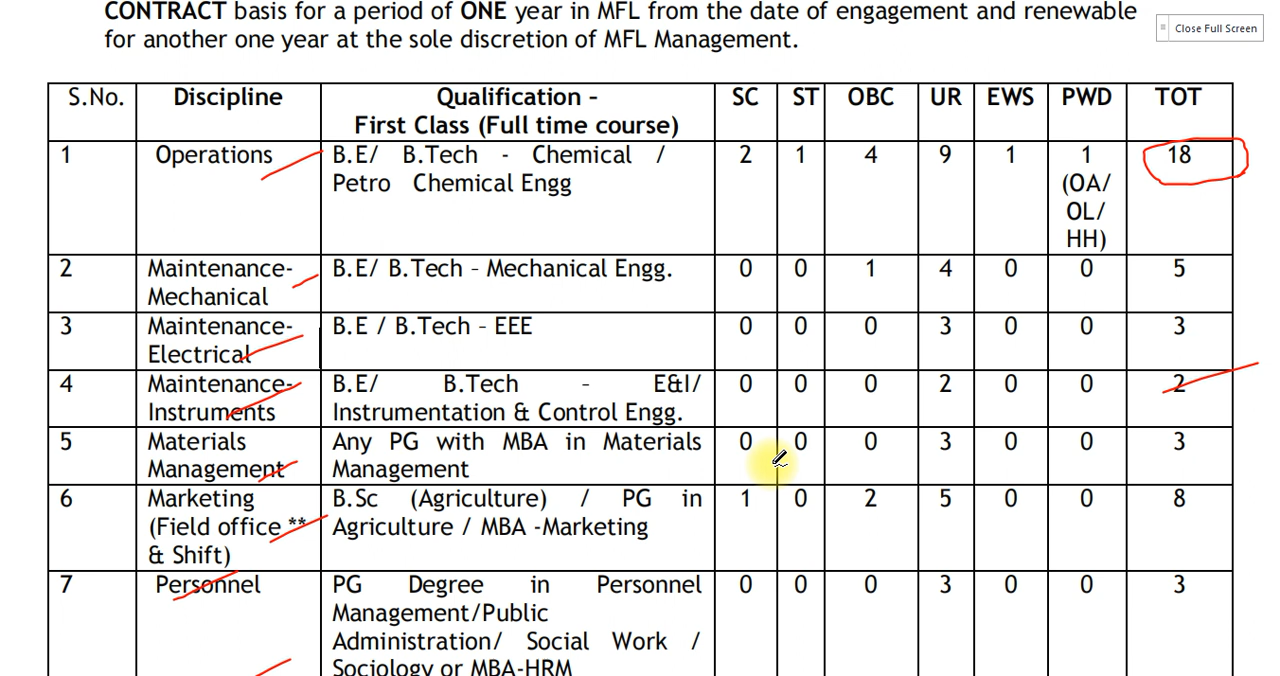 CONTRACT basis for a period of ONE year in MFL from the date of engagement and renewable
for another one year at the sole discretion of MFL Management.
Close Full Screen
S.No. Discipline Qualification – SC ST OBC UR EWS PWD TOT
First Class (Full time course)
1 Operations B.E/ B.Tech - Chemical / 2 1 4 9 1 1 18
Petro Chemical Engg (OA/
OL/
HH)
2 Maintenance- B.E/ B.Tech – Mechanical Engg. 0 0 1 4 0 0 5
Mechanical
3 Maintenance- B.E / B.Tech – EEE 0 0 0 3 0 0 3
Electrical
4 Maintenance- B.E/ B.Tech – E&I/ 0 0 0 2 0 0 2
Instruments Instrumentation & Control Engg.
5 Materials Any PG with MBA in Materials 0 0 0 3 0 0 3
Management Management
6 Marketing B.Sc (Agriculture) / PG in 1 0 2 5 0 0 8
(Field office ** Agriculture / MBA -Marketing
& Shift)
7 Personnel PG Degree in Personnel 0 0 0 3 0 0 3
Management/Public
Administration/ Social Work /
Sociology or MBA-HRM